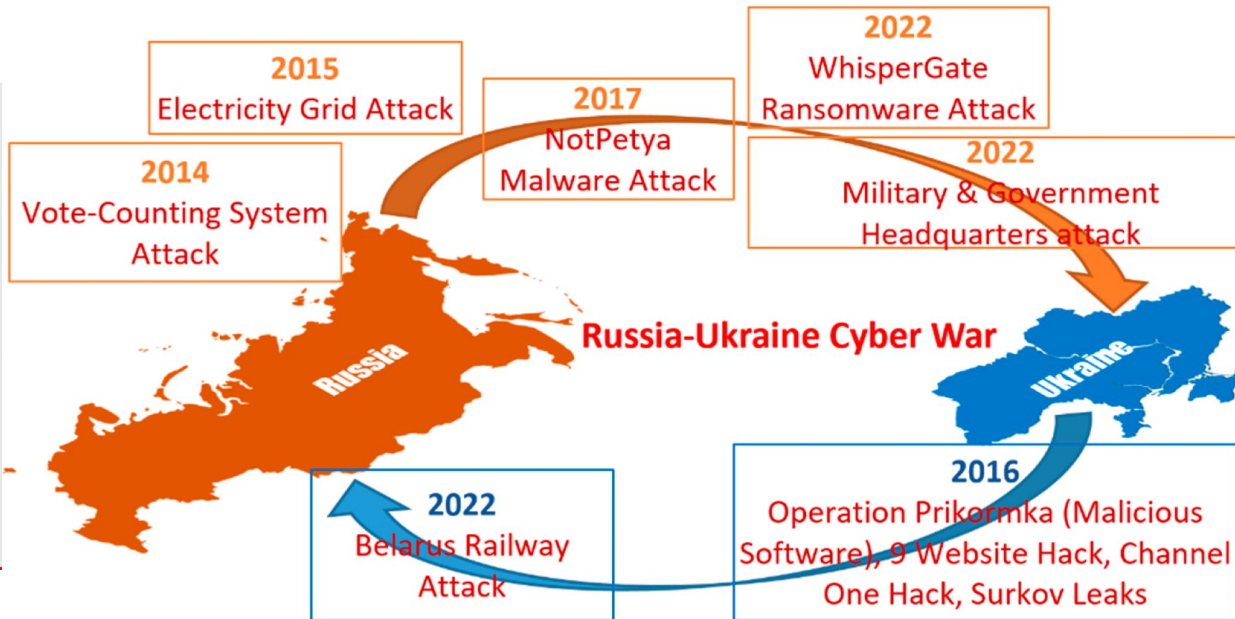 2014
Vote-Counting System
Attack
2015
Electricity Grid Attack
2017
NotPetya
Malware Attack
2022
WhisperGate
Ransomware Attack
2022
Military & Government
Headquarters attack
Russia
Russia-Ukraine Cyber War
Ukraine
2022
Belarus Railway
Attack
2016
Operation Prikormka (Malicious
Software), 9 Website Hack, Channel
One Hack, Surkov Leaks